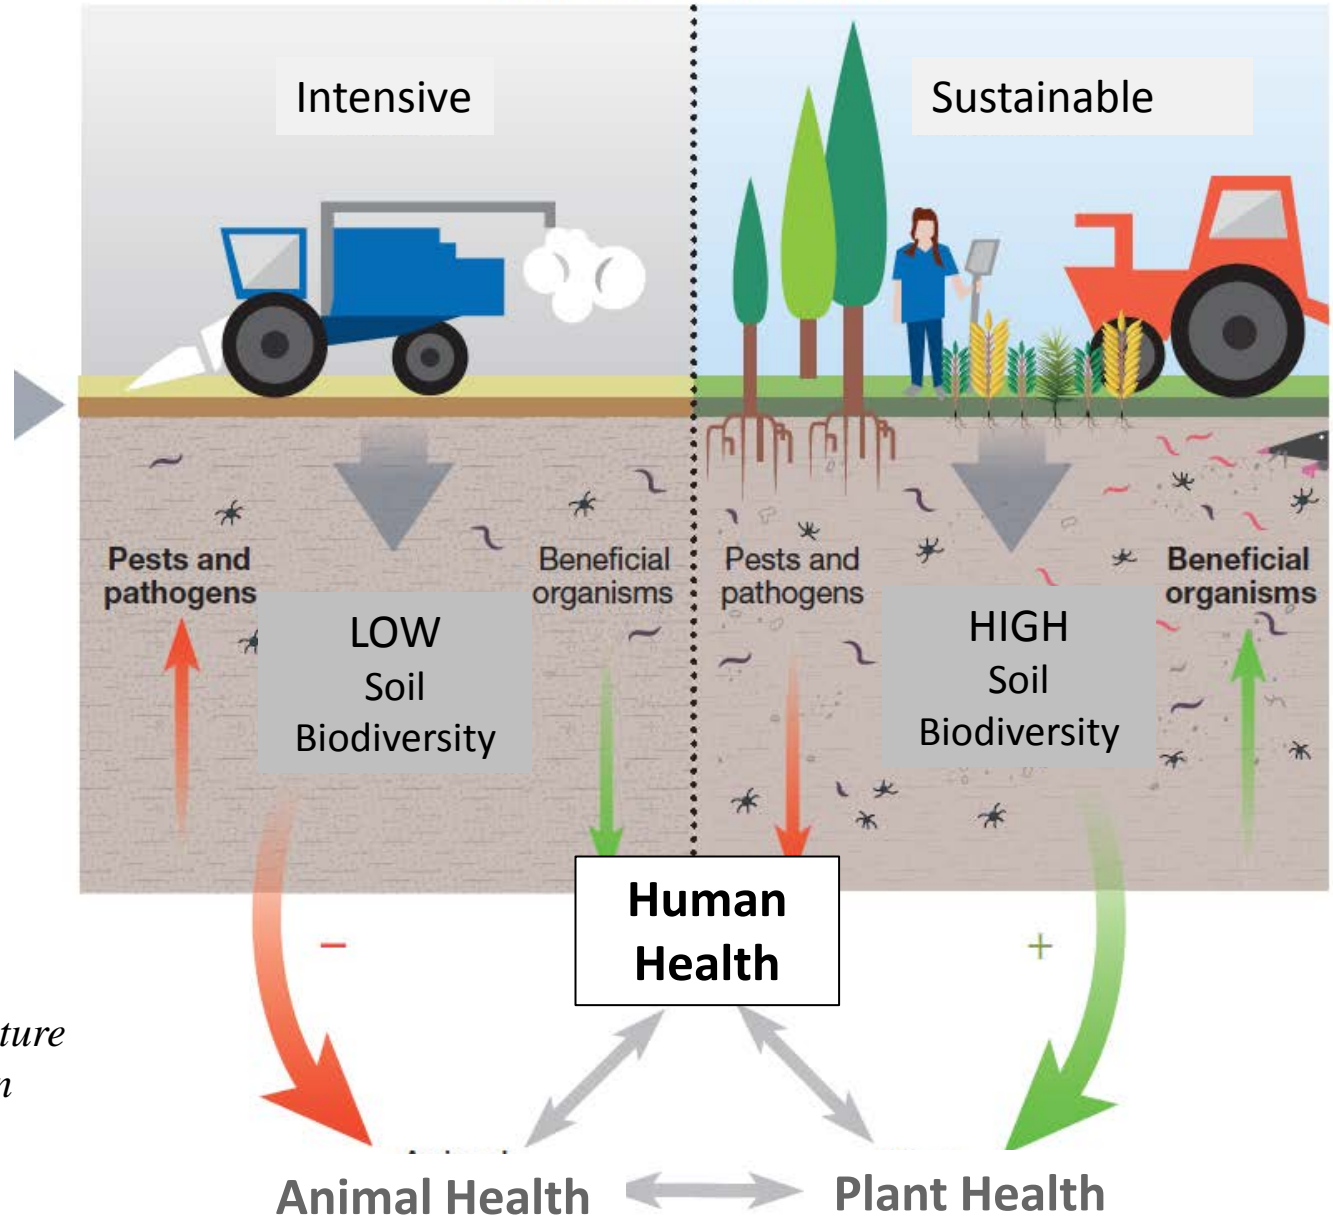 Intensive
Sustainable
Pests and
pathogens
Beneficial
organisms
LOW
Soil
Biodiversity
Pests and
pathogens
Beneficial
organisms
HIGH
Soil
Biodiversity
Human
Health
–
+
Animal Health
Plant Health